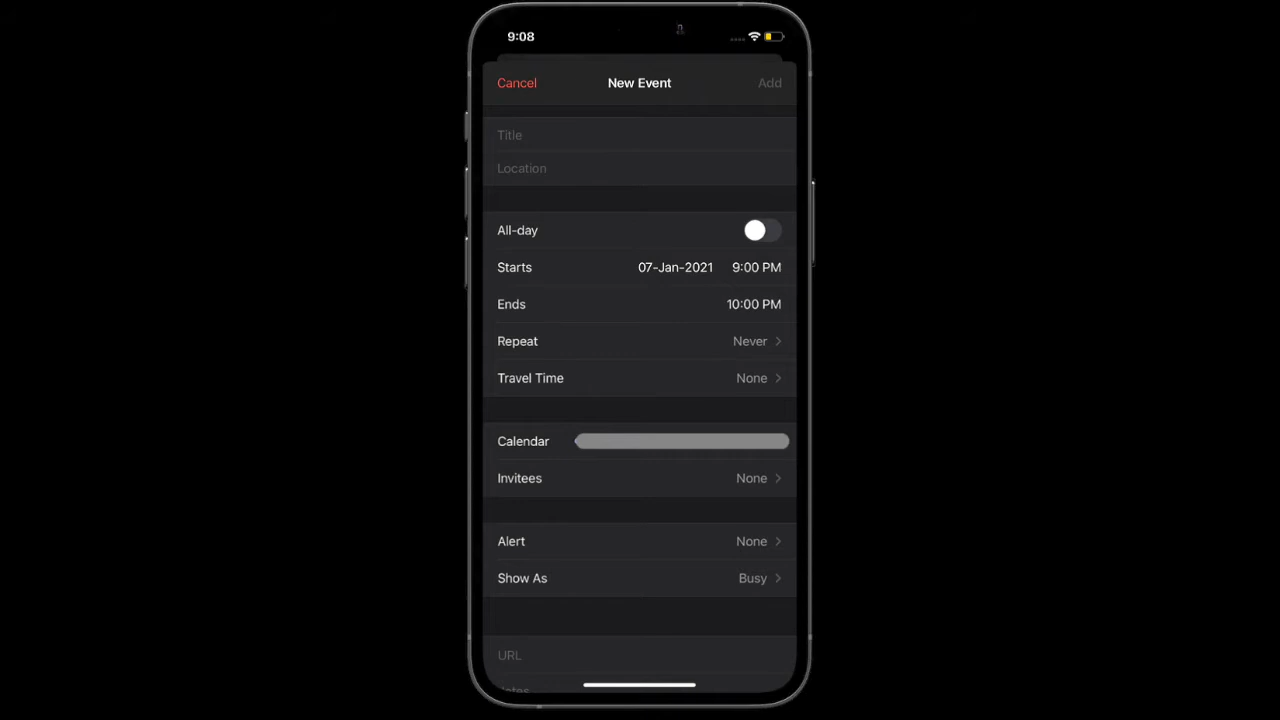 9:08
Cancel New Event Add
Title
Location
All-day
Starts 07-Jan-2021 9:00 PM
Ends 10:00 PM
Repeat Never
Travel Time None
Calendar
Invitees None
Alert None
Show As Busy
URL
Notes